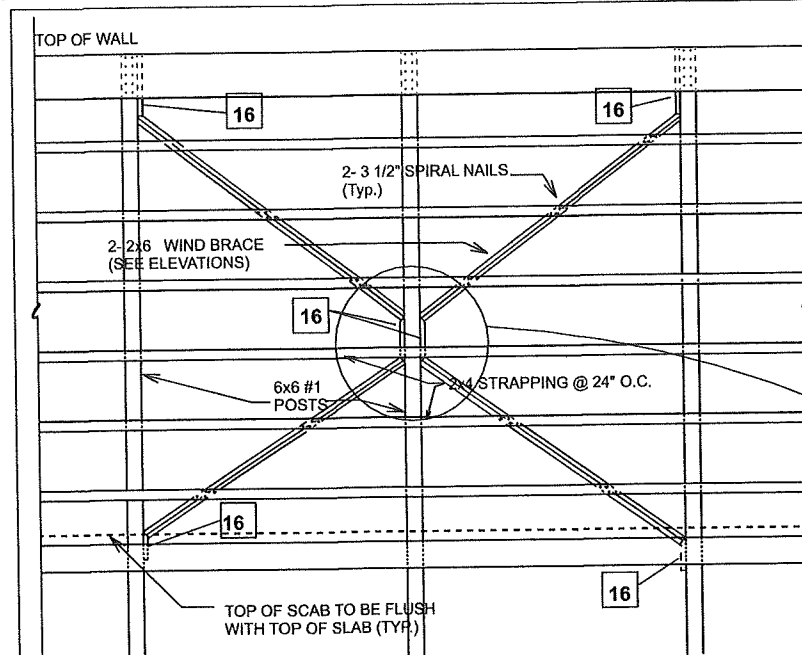 TOP OF WALL
16
16
2- 3 1/2" SPIRAL NAILS
(Typ.)
2- 2x6 WIND BRACE
(SEE ELEVATIONS)
16
6x6 #1
POSTS
2x4 STRAPPING @ 24" O.C.
16
16
TOP OF SCAB TO BE FLUSH
WITH TOP OF SLAB (TYP.)